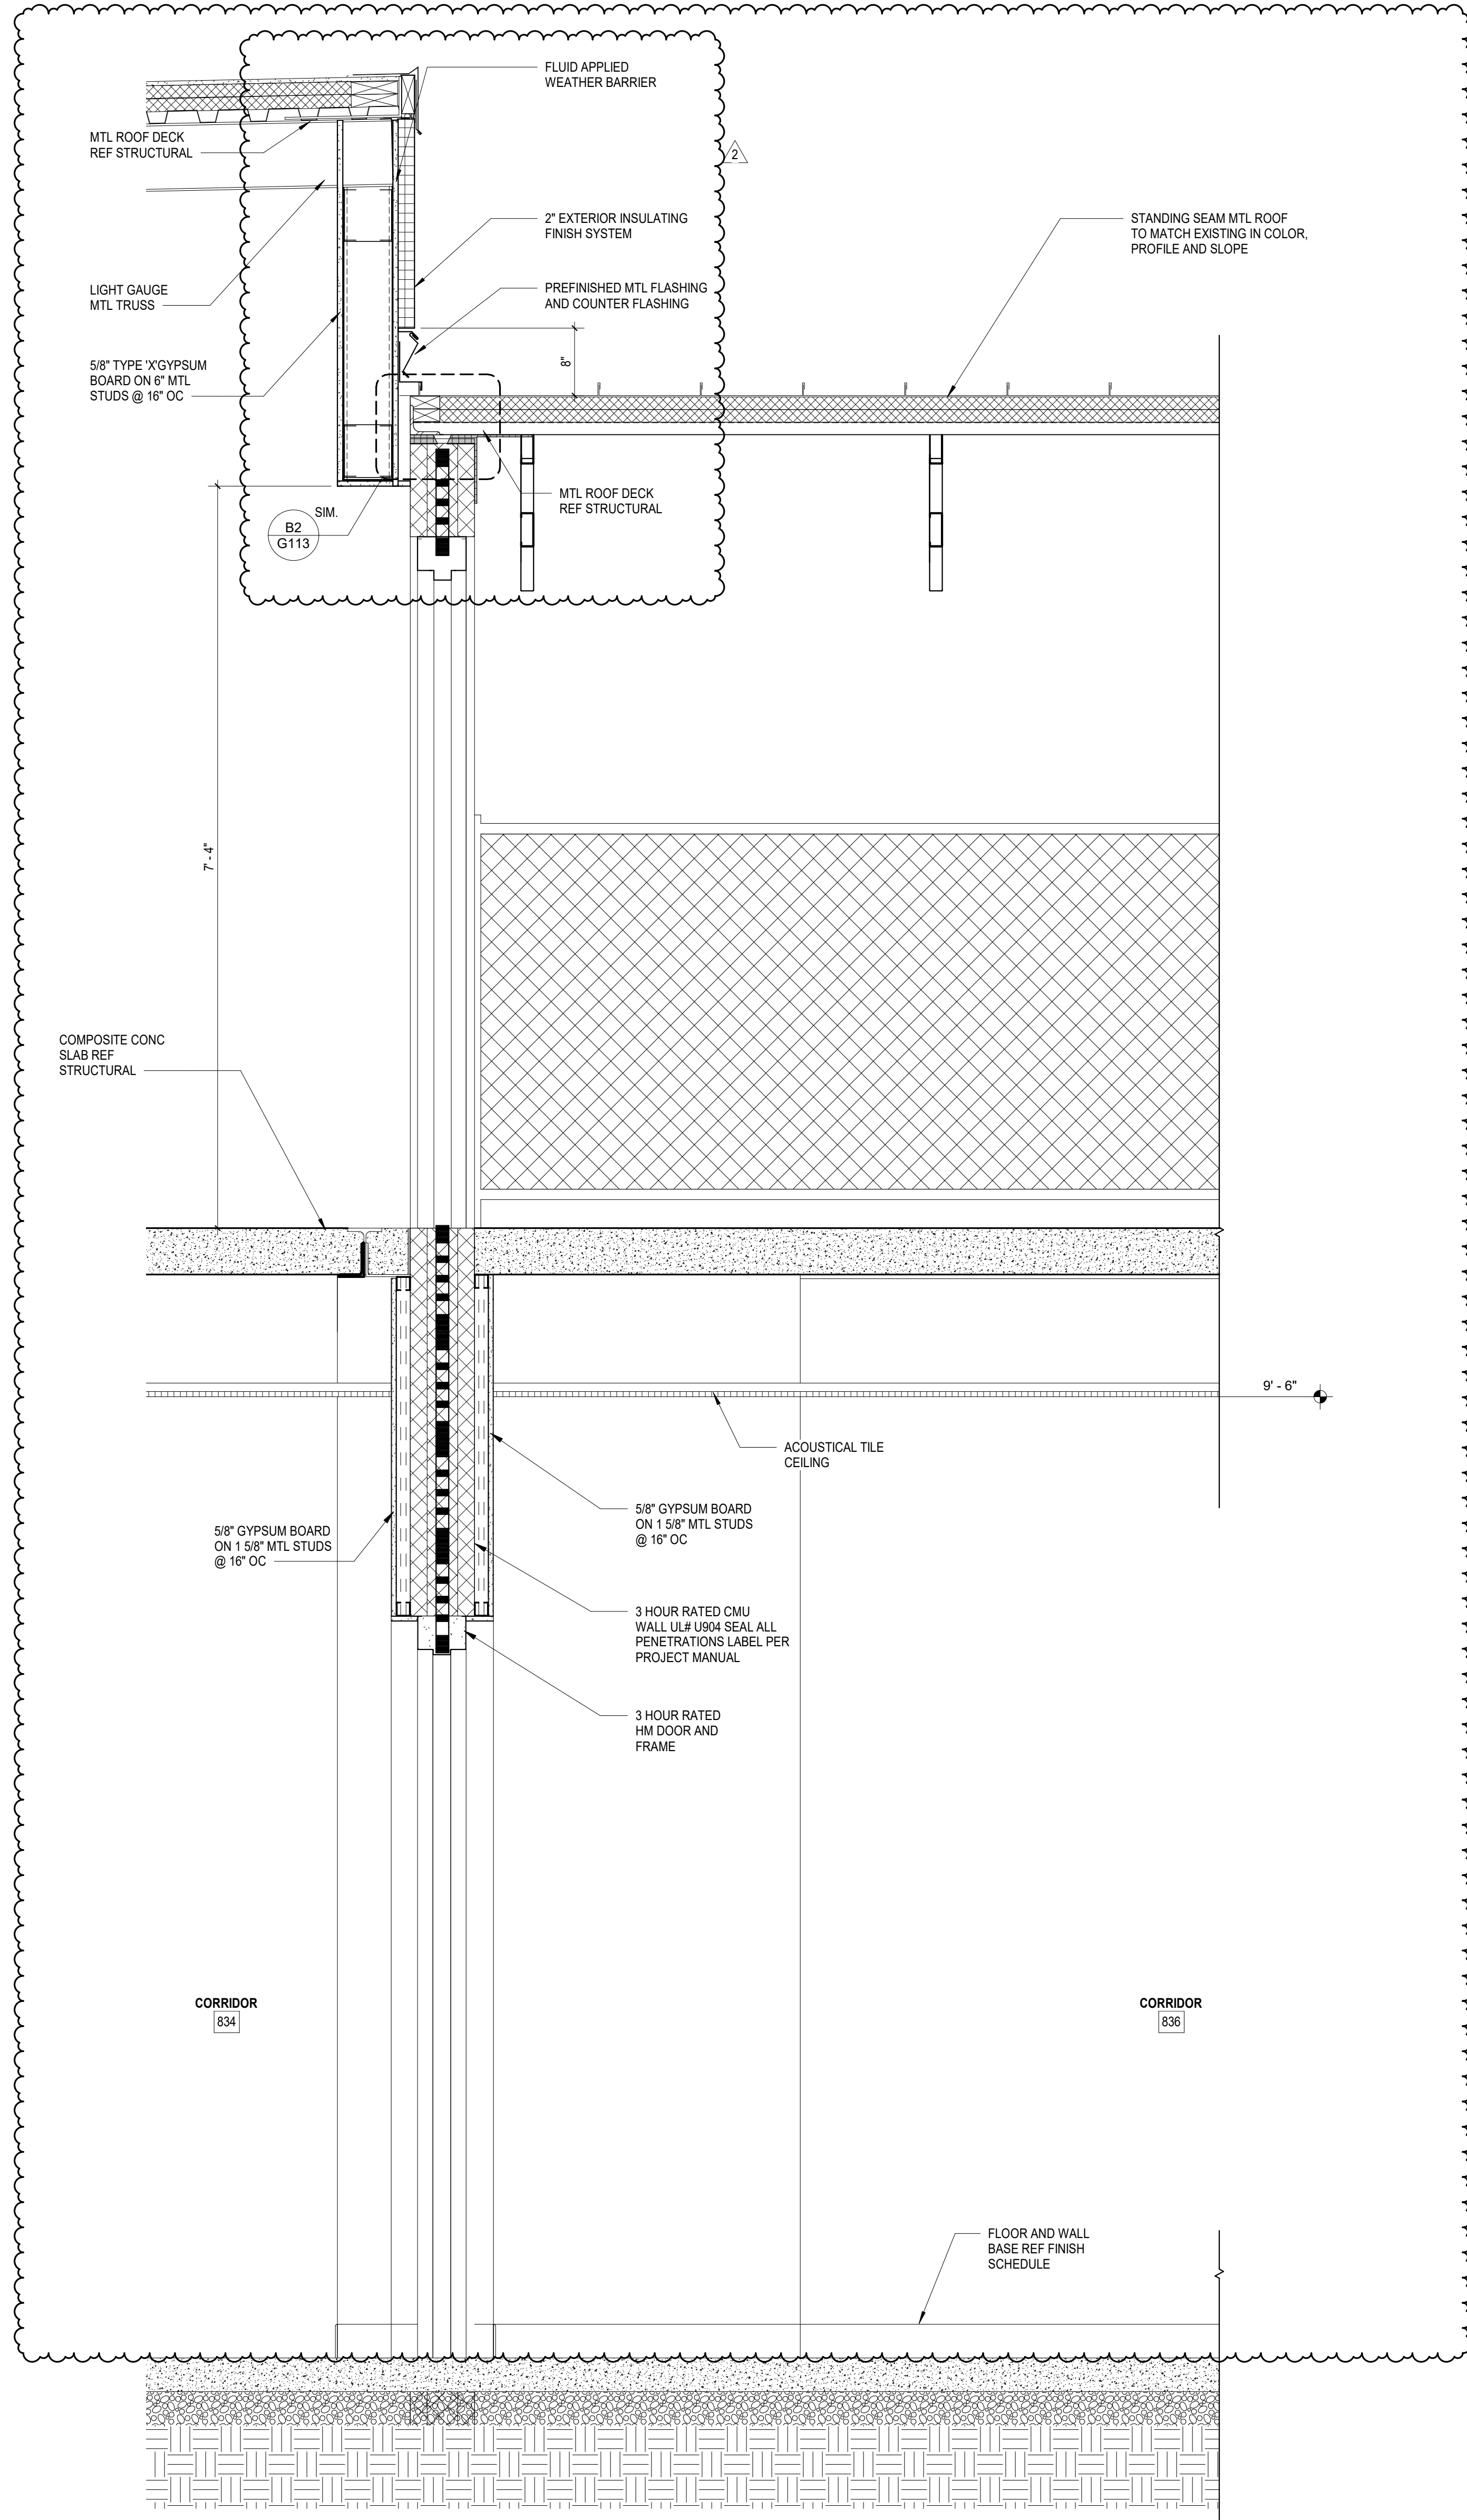 FLUID APPLIED
WEATHER BARRIER
MTL ROOF DECK
REF STRUCTURAL
2
2" EXTERIOR INSULATING
FINISH SYSTEM
STANDING SEAM MTL ROOF
TO MATCH EXISTING IN COLOR,
PROFILE AND SLOPE
LIGHT GAUGE
MTL TRUSS
PREFINISHED MTL FLASHING
AND COUNTER FLASHING
8"
5/8" TYPE 'X'GYPSUM
BOARD ON 6" MTL
STUDS @ 16" OC
MTL ROOF DECK
REF STRUCTURAL
SIM.
B2
G113
7' - 4"
COMPOSITE CONC
SLAB REF
STRUCTURAL
9' - 6"
ACOUSTICAL TILE
CEILING
5/8" GYPSUM BOARD
ON 1 5/8" MTL STUDS
@ 16" OC
5/8" GYPSUM BOARD
ON 1 5/8" MTL STUDS
@ 16" OC
3 HOUR RATED CMU
WALL UL# U904 SEAL ALL
PENETRATIONS LABEL PER
PROJECT MANUAL
3 HOUR RATED
HM DOOR AND
FRAME
CORRIDOR
834
CORRIDOR
836
FLOOR AND WALL
BASE REF FINISH
SCHEDULE